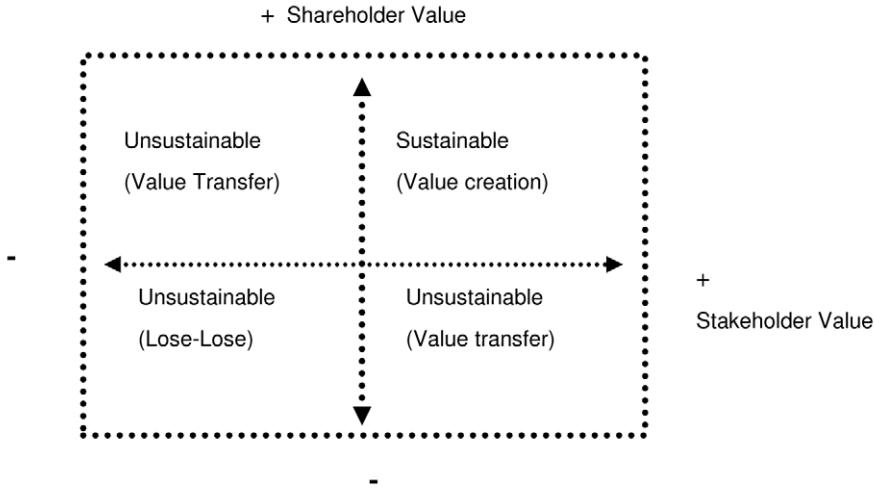 + Shareholder Value
Unsustainable
(Value Transfer)
Sustainable
(Value creation)
-
Unsustainable
(Lose-Lose)
Unsustainable
(Value transfer)
+
Stakeholder Value
-